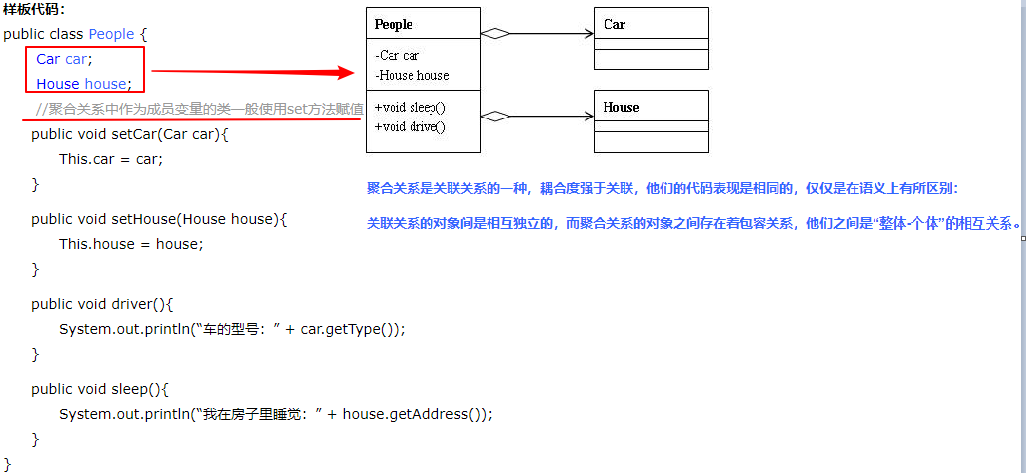 样板代码：
public class People {
Car car;
House house;
//聚合关系中作为成员变量的类一般使用set方法赋值
public void setCar(Car car){
This.car = car;
}
public void setHouse(House house){
This.house = house;
}
public void driver(){
System.out.println(“车的型号：” + car.getType());
}
public void sleep(){
System.out.println(“我在房子里睡觉：” + house.getAddress());
}
}
People
-Car car
-House house
+void sleep()
+void drive()
Car
House
聚合关系是关联关系的一种，耦合度强于关联，他们的代码表现是相同的，仅仅是在语义上有所区别：
关联关系的对象间是相互独立的，而聚合关系的对象之间存在着包容关系，他们之间是“整体-个体”的相互关系。